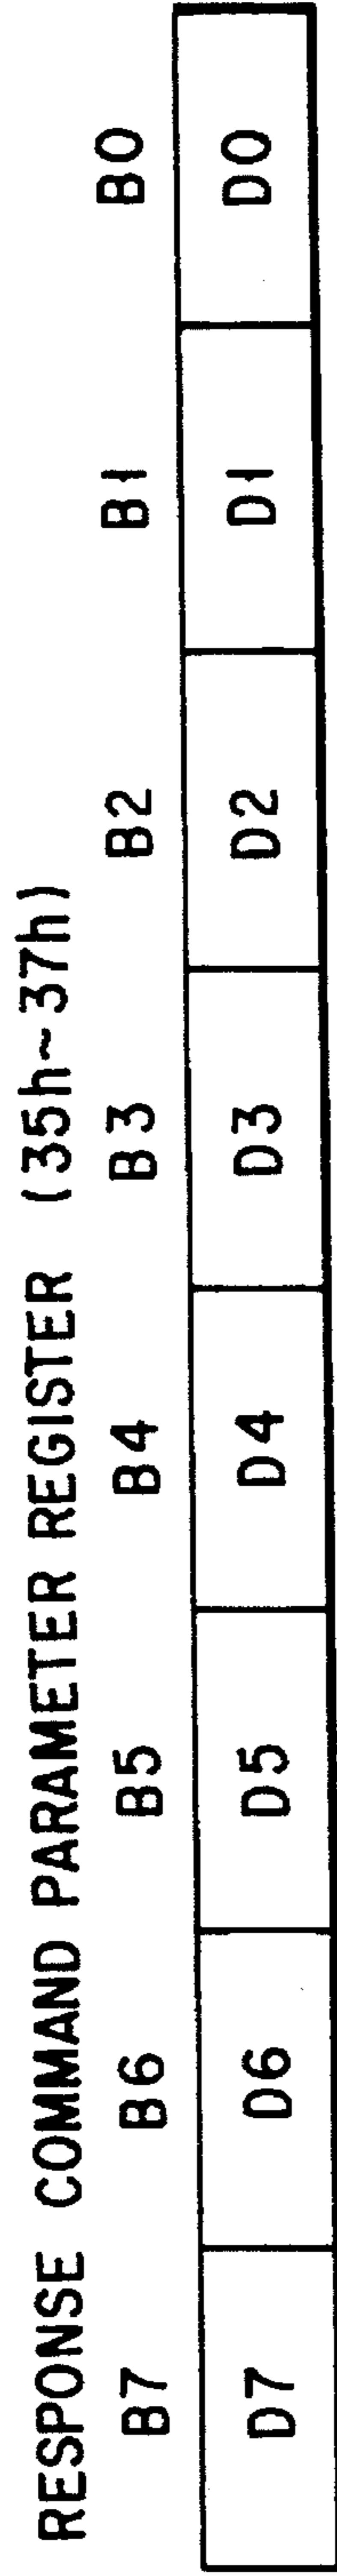 RESPONSE COMMAND PARAMETER REGISTER (35h~37h)
B7 B6 B5 B4 B3 B2 B1 B0
D7 D6 D5 D4 D3 D2 D1 D0